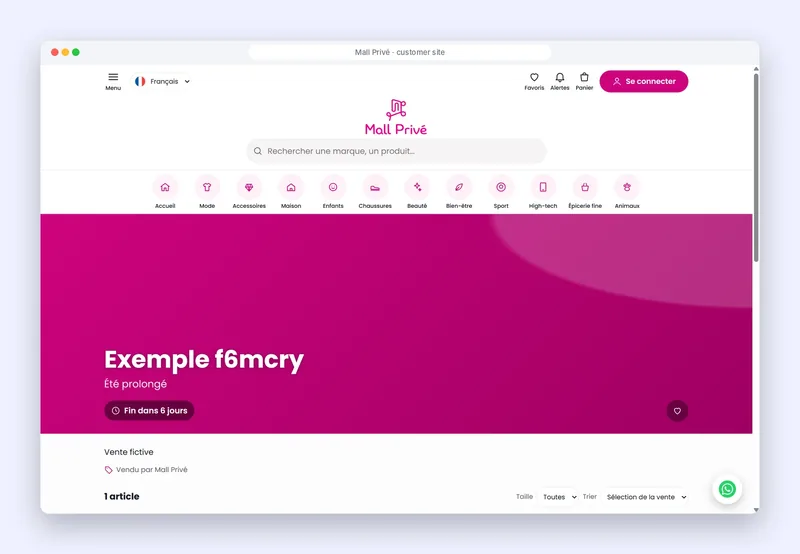 Mall Privé - customer site
Menu
Français
Favoris
Alertes
Panier
Se connecter
Mall Privé
Rechercher une marque, un produit...
Accueil
Mode
Accessoires
Maison
Enfants
Chaussures
Beauté
Bien-être
Sport
High-tech
Épicerie fine
Animaux
Exemple f6mcry
Été prolongé
Fin dans 6 jours
Vente fictive
Vendu par Mall Privé
1 article
Taille
Toutes
Trier
Sélection de la vente